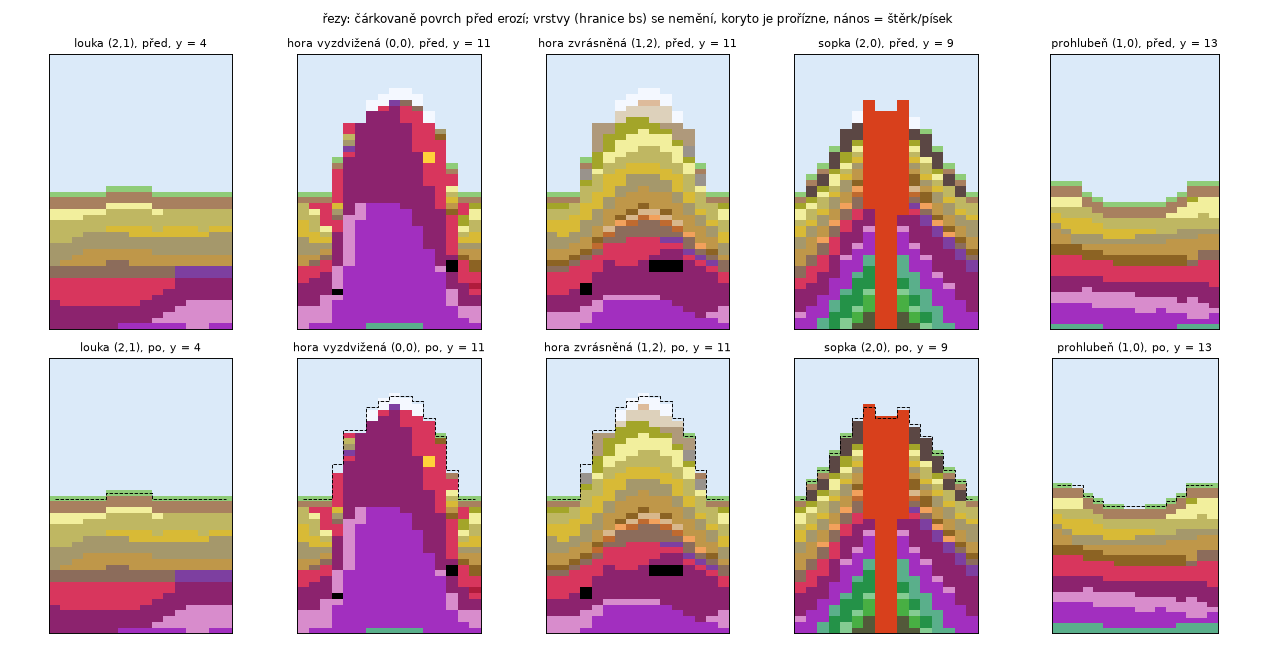 řezy: čárkovaně povrch před erozí; vrstvy (hranice bs) se nemění, koryto je prořízne, nános = štěrk/písek
louka (2,1), před, y = 4
hora vyzdvižená (0,0), před, y = 11
hora zvrásněná (1,2), před, y = 11
sopka (2,0), před, y = 9
prohlubeň (1,0), před, y = 13
louka (2,1), po, y = 4
hora vyzdvižená (0,0), po, y = 11
hora zvrásněná (1,2), po, y = 11
sopka (2,0), po, y = 9
prohlubeň (1,0), po, y = 13